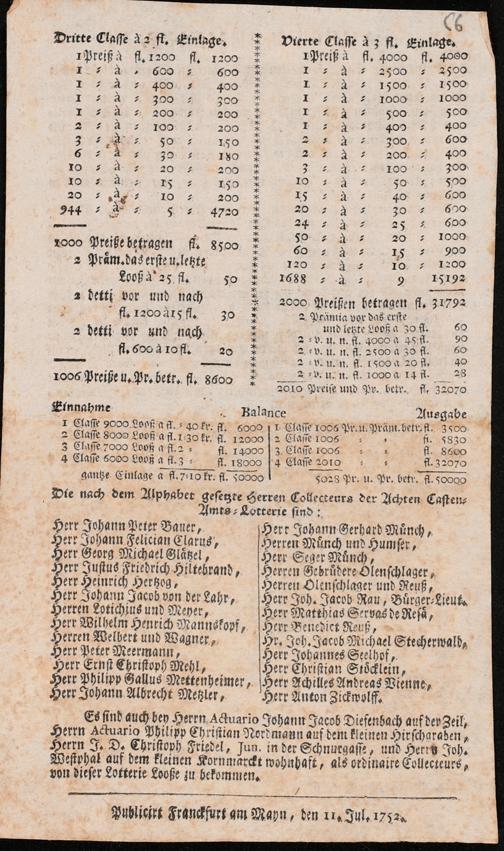 66
Dritte Classe à 2 fl. Einlage.
1 Preiß à fl. 1200 fl. 1200
1 = à = 600 = 600
1 = à = 400 = 400
1 = à = 300 = 300
1 = à = 200 = 200
2 = à = 100 = 200
3 = à = 50 = 150
6 = à = 30 = 180
10 = à = 20 = 200
10 = à = 15 = 150
20 = à = 10 = 200
944 = à = 5 = 4720
1000 Preiße betragen fl. 8500
2 Präm. das erste u. letzte
Looß à 25 fl. 50
2 detti vor und nach
fl. 1200 à 15 fl. 30
2 detti vor und nach
fl. 600 à 10 fl. 20
1006 Preiße u. Pr. betr. fl. 8600
Vierte Classe à 3 fl. Einlage.
1 Preiß à fl. 4000 fl. 4000
1 = à = 2500 = 2500
1 = à = 1500 = 1500
1 = à = 1000 = 1000
1 = à = 500 = 500
1 = à = 400 = 400
2 = à = 300 = 600
2 = à = 200 = 400
3 = à = 100 = 300
10 = à = 50 = 500
15 = à = 40 = 600
20 = à = 30 = 600
24 = à = 25 = 600
50 = à = 20 = 1000
60 = à = 15 = 900
120 = à = 10 = 1200
1688 = à = 9 15192
2000 Preißen betragen fl. 31792
2 Prämia vor das erste
und letzte Looß a 30 fl. 60
2 = v. u. n. fl. 4000 a 45 fl. 90
2 = v. u. n. fl. 2500 a 30 fl. 60
2 = v. u. n. fl. 1500 a 20 fl. 40
2 = v. u. n. fl. 1000 a 14 fl. 28
2010 Preise und Pr. betr. fl. 32070
Einnahme Balance Ausgabe
1 Classe 9000 Looß a fl. = 40 kr. fl. 6000
2 Classe 8000 Looß a fl. 1:30 kr. fl. 12000
3 Classe 7000 Looß a fl. 2 = fl. 14000
4 Classe 6000 Looß a fl. 3 = fl. 18000
gantze Einlage a fl. 7:10 kr. fl. 50000
1 Classe 1006 Pr. u. Präm. betr. fl. 3500
2 Classe 1006 = = fl. 5830
3 Classe 1006 = = fl. 8600
4 Classe 2010 = = fl. 32070
5028 Pr. u. Pr. betr. fl. 50000
Die nach dem Alphabet gesetzte Herren Collecteurs der Achten Casten-
Amts-Lotterie sind:
Herr Johann Peter Bauer,
Herr Johann Felician Clarus,
Herr Georg Michael Glätzel,
Herr Justus Friedrich Hiltebrand,
Herr Heinrich Hertzog,
Herr Johann Jacob von der Lahr,
Herren Lotichius und Meyer,
Herr Wilhelm Henrich Mannskopf,
Herren Welbert und Wagner,
Herr Peter Meermann,
Herr Ernst Christoph Mehl,
Herr Philipp Gallus Mettenheimer,
Herr Johann Albrecht Metzler,
Herr Johann Gerhard Münch,
Herren Münch und Humser,
Herr Seger Münch,
Herren Gebrüdere Olenschlager,
Herren Olenschlager und Reuß,
Herr Joh. Jacob Rau, Bürger-Lieut.
Herr Matthias Servas de Resä,
Herr Benedict Reuß,
Hr. Joh. Jacob Michael Stecherwald,
Herr Johannes Seelhof,
Herr Christian Stöcklein,
Herr Achilles Andreas Vienne,
Herr Anton Zickwolff.
Es sind auch bey Herrn Actuario Johann Jacob Diefenbach auf der Zeil,
Herrn Actuario Philipp Christian Nordmann auf dem kleinen Hirschgraben,
Herrn J. D. Christoph Friedel, Jun. in der Schnurgasse, und Herrn Joh.
Westphal auf dem kleinen Kornmarckt wohnhaft, als ordinaire Collecteurs,
von dieser Lotterie Looße zu bekommen.
Publicirt Franckfurt am Mayn, den 11. Jul. 1752.